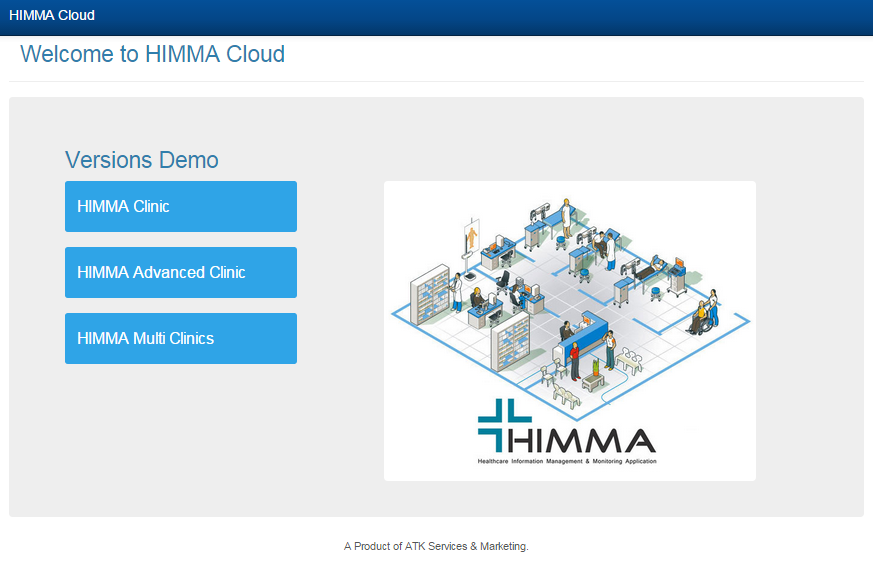 HIMMA Cloud
Welcome to HIMMA Cloud
Versions Demo
HIMMA Clinic
HIMMA Advanced Clinic
HIMMA Multi Clinics
HIMMA
Healthcare Information Management & Monitoring Application
A Product of ATK Services & Marketing.